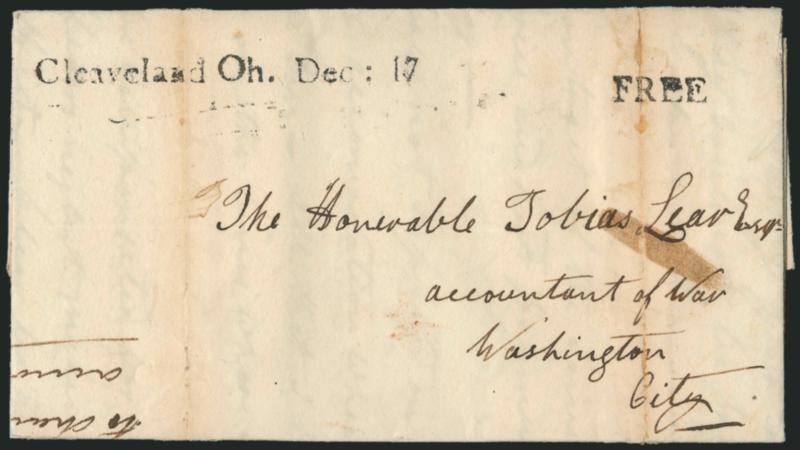 Cleaveland Oh. Dec : 17
FREE
The Honerable Tobias Lear Esqr
accountant of War
Washington
City